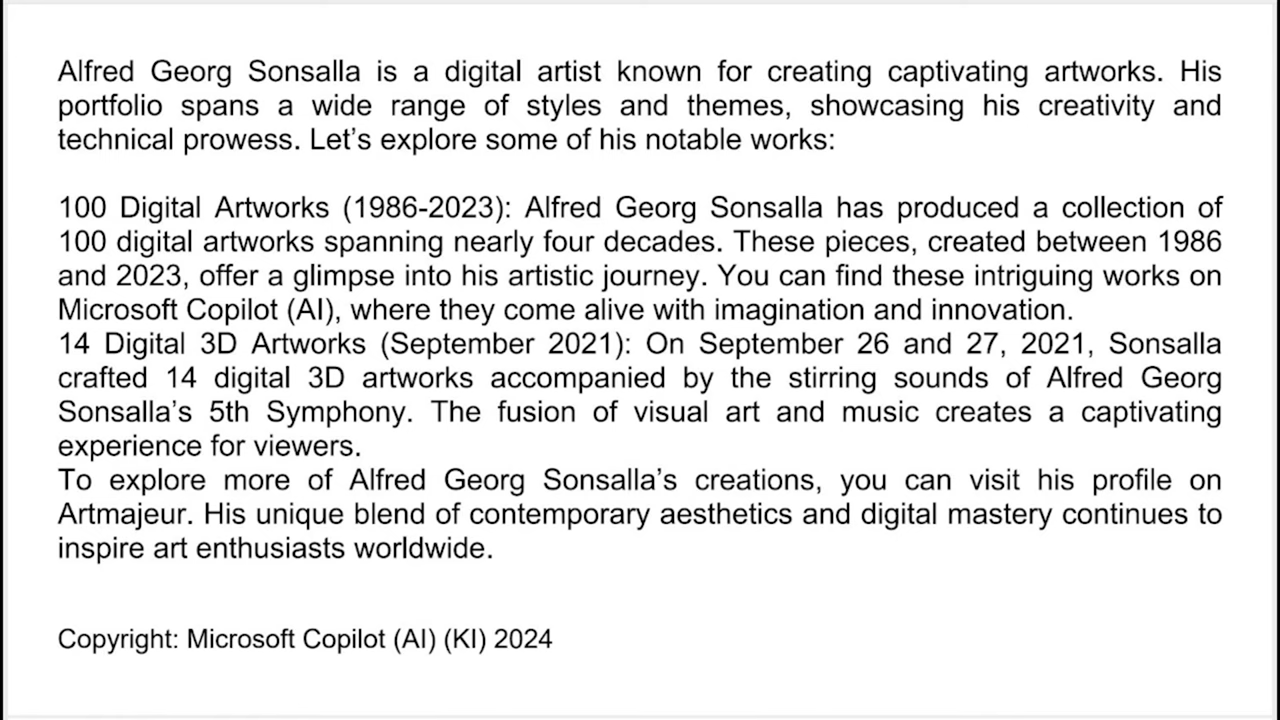 Alfred Georg Sonsalla is a digital artist known for creating captivating artworks. His
portfolio spans a wide range of styles and themes, showcasing his creativity and
technical prowess. Let’s explore some of his notable works:
100 Digital Artworks (1986-2023): Alfred Georg Sonsalla has produced a collection of
100 digital artworks spanning nearly four decades. These pieces, created between 1986
and 2023, offer a glimpse into his artistic journey. You can find these intriguing works on
Microsoft Copilot (AI), where they come alive with imagination and innovation.
14 Digital 3D Artworks (September 2021): On September 26 and 27, 2021, Sonsalla
crafted 14 digital 3D artworks accompanied by the stirring sounds of Alfred Georg
Sonsalla’s 5th Symphony. The fusion of visual art and music creates a captivating
experience for viewers.
To explore more of Alfred Georg Sonsalla’s creations, you can visit his profile on
Artmajeur. His unique blend of contemporary aesthetics and digital mastery continues to
inspire art enthusiasts worldwide.
Copyright: Microsoft Copilot (AI) (KI) 2024